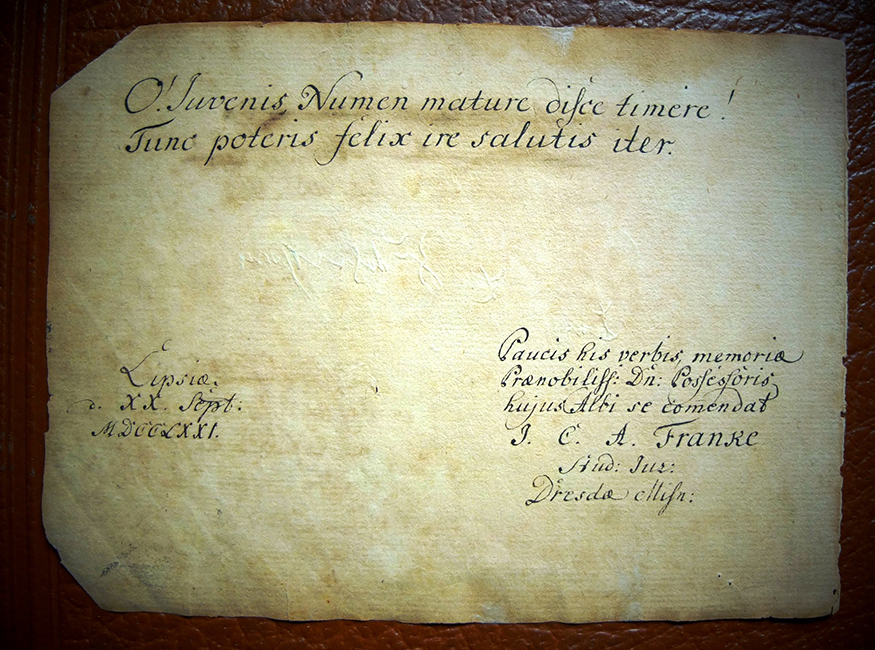 O! Juvenis, Numen mature disce timere!
Tunc poteris felix ire salutis iter.
Lipsiæ,
d. XX. Sept:
MDCCLXXI.
Paucis his verbis, memoriæ
Prænobiliss: Dn: Possessoris
hujus Albi se comendat
J. C. A. Franke
Stud: Jur:
Dresdæ Misn: